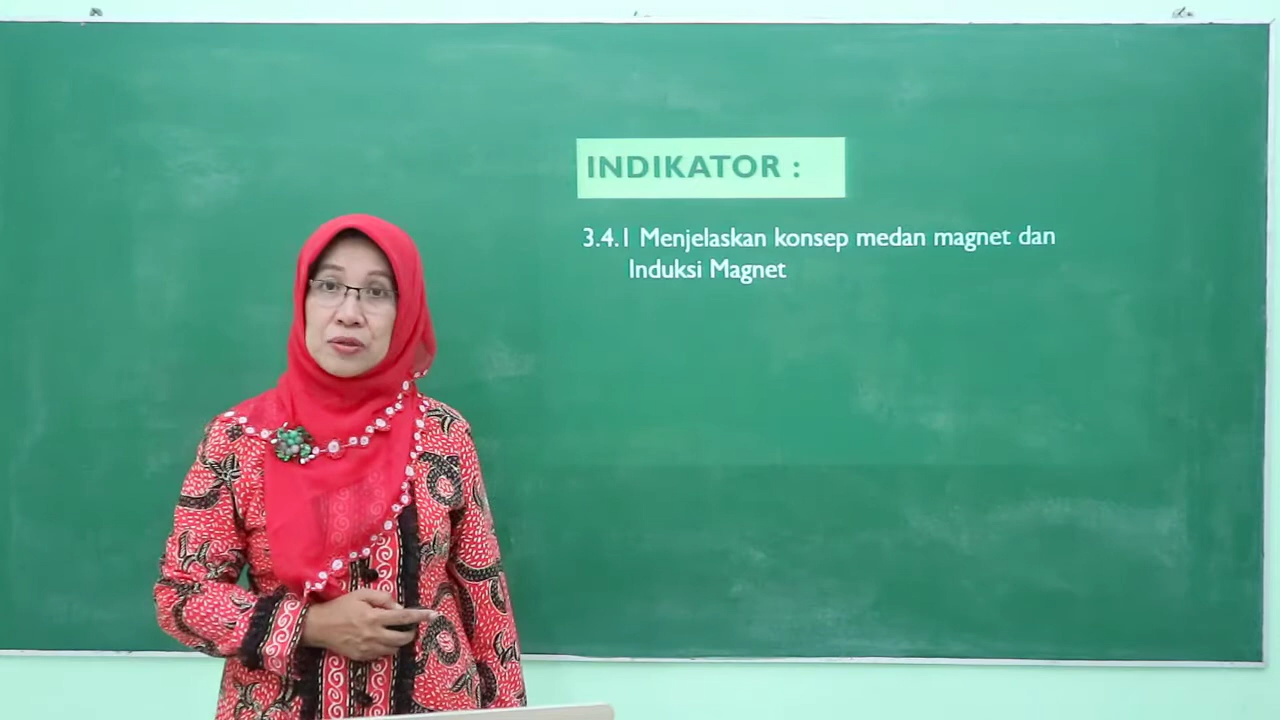 INDIKATOR :
3.4.1 Menjelaskan konsep medan magnet dan
Induksi Magnet